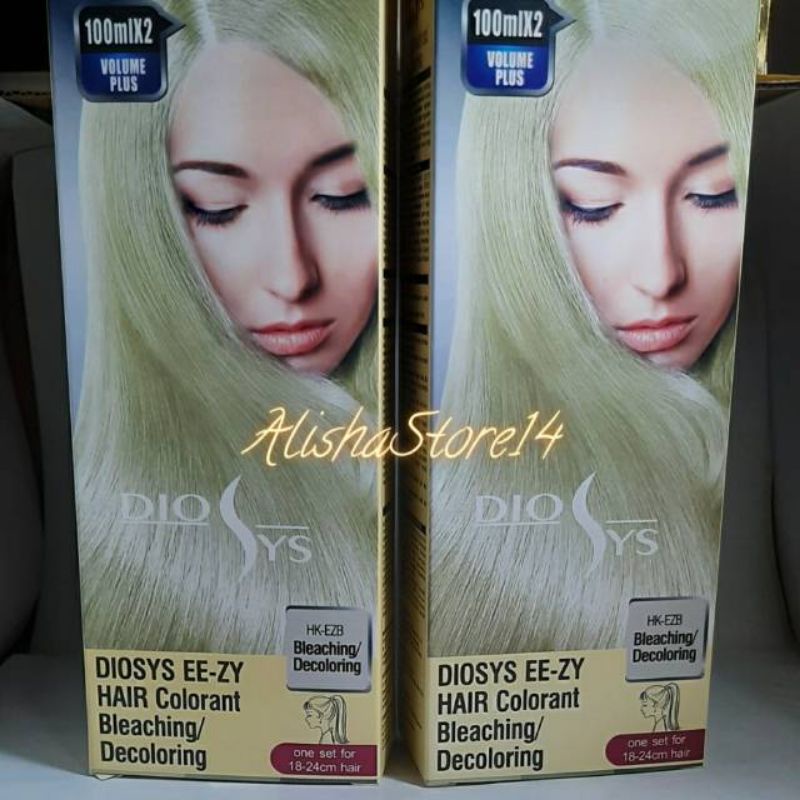 100mlX2
VOLUME
PLUS
100mlX2
VOLUME
PLUS
AlishaStore14
DIOSYS
DIOSYS
HK-EZB
Bleaching/
Decoloring
DIOSYS EE-ZY
HAIR Colorant
Bleaching/
Decoloring
one set for
18-24cm hair
HK-EZB
Bleaching/
Decoloring
DIOSYS EE-ZY
HAIR Colorant
Bleaching/
Decoloring
one set for
18-24cm hair